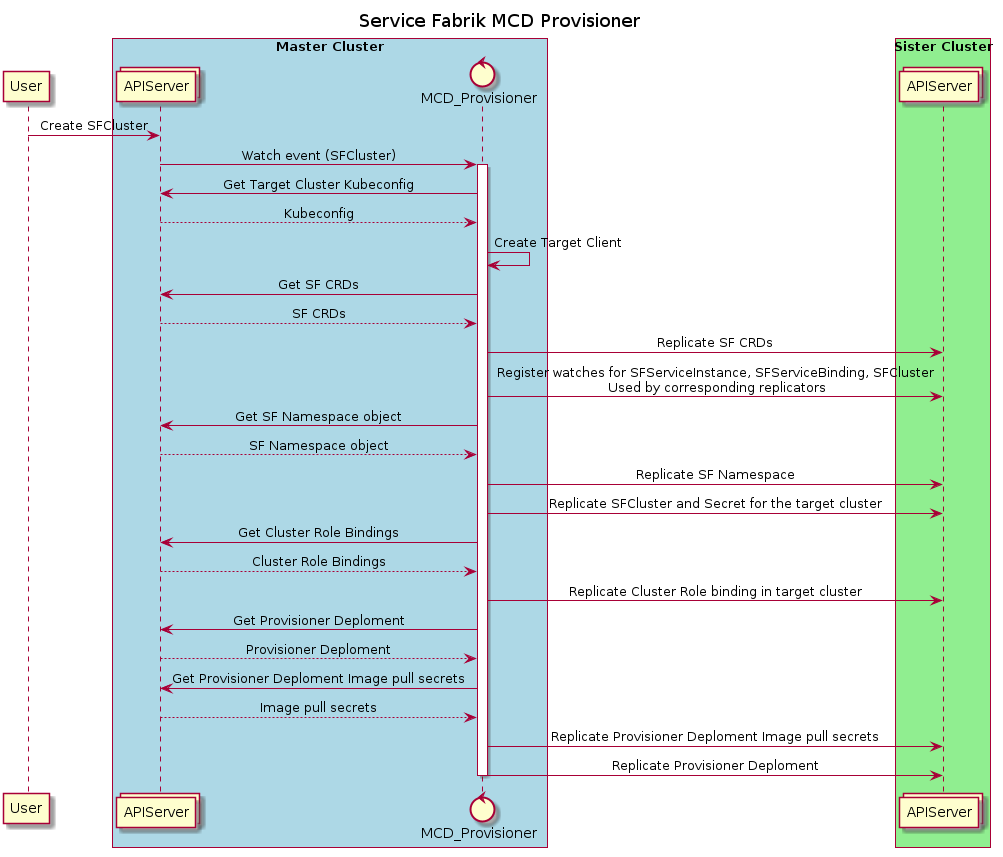 Service Fabrik MCD Provisioner
Master Cluster
Sister Cluster
User
APIServer
MCD_Provisioner
APIServer
Create SFCluster
Watch event (SFCluster)
Get Target Cluster Kubeconfig
Kubeconfig
Create Target Client
Get SF CRDs
SF CRDs
Replicate SF CRDs
Register watches for SFServiceInstance, SFServiceBinding, SFCluster
Used by corresponding replicators
Get SF Namespace object
SF Namespace object
Replicate SF Namespace
Replicate SFCluster and Secret for the target cluster
Get Cluster Role Bindings
Cluster Role Bindings
Replicate Cluster Role binding in target cluster
Get Provisioner Deploment
Provisioner Deploment
Get Provisioner Deploment Image pull secrets
Image pull secrets
Replicate Provisioner Deploment Image pull secrets
Replicate Provisioner Deploment
User
APIServer
MCD_Provisioner
APIServer